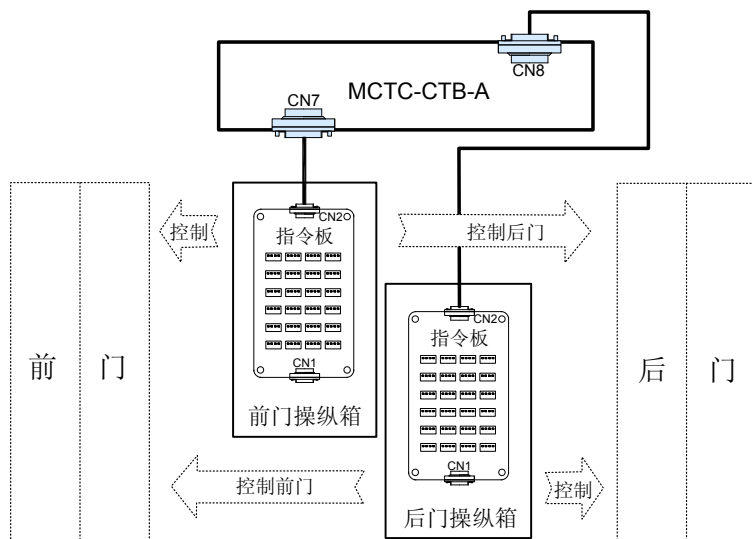 CN8
CN7
MCTC-CTB-A
CN2
控制
指令板
控制后门
CN2
指令板
前 门
后 门
CN1
前门操纵箱
CN1
控制前门
控制
后门操纵箱